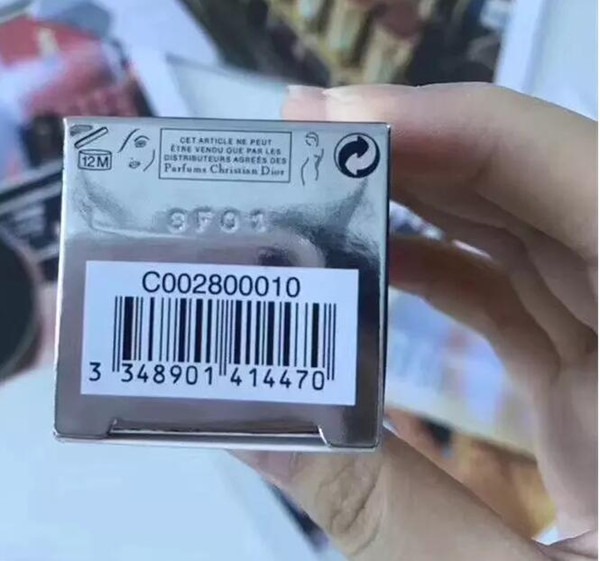 12M
CET ARTICLE NE PEUT
ÊTRE VENDU QUE PAR LES
DISTRIBUTEURS AGRÉÉS DES
Parfums Christian Dior
C002800010
3 348901 414470